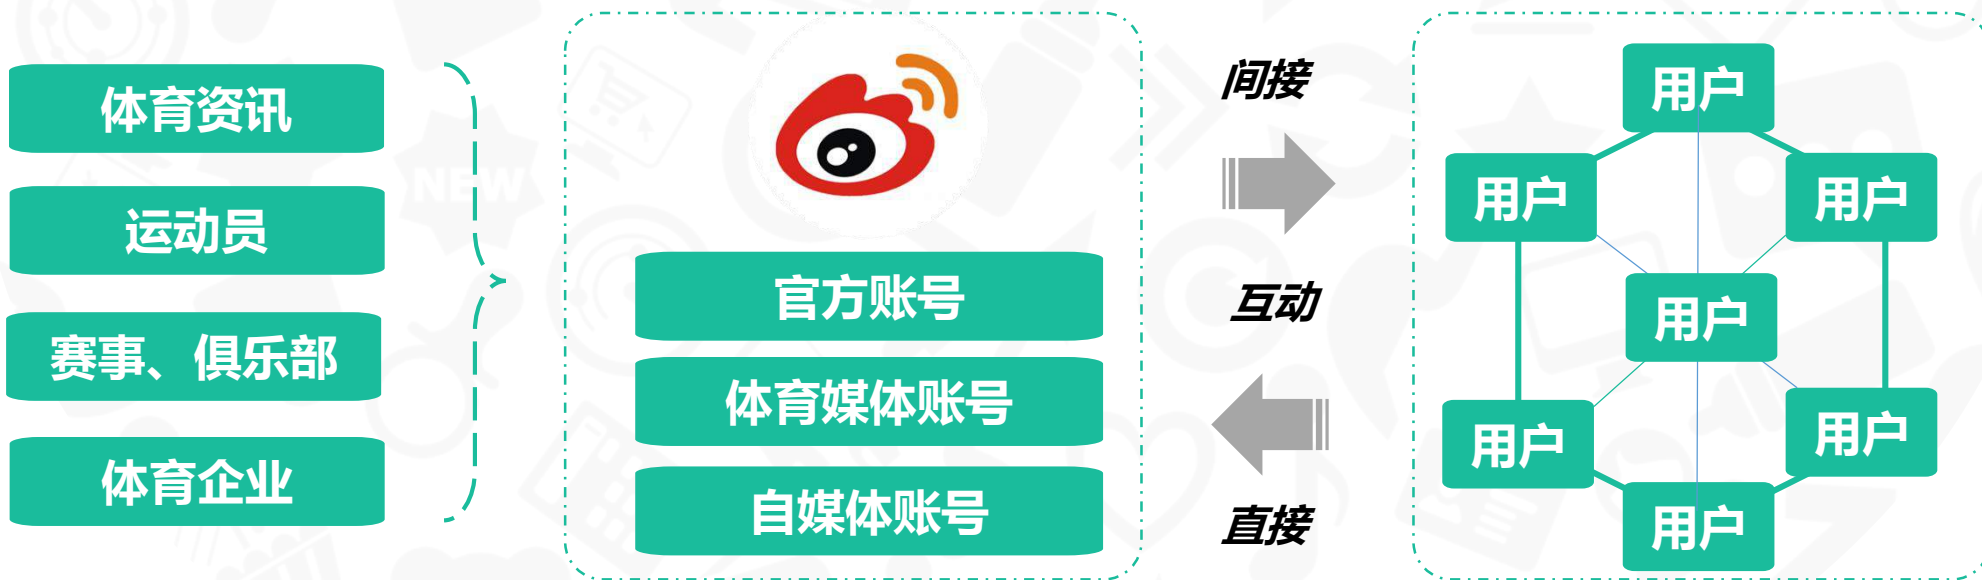 体育资讯
运动员
赛事、俱乐部
体育企业
NEW
官方账号
体育媒体账号
自媒体账号
间接
互动
直接
用户
用户
用户
用户
用户
用户
用户